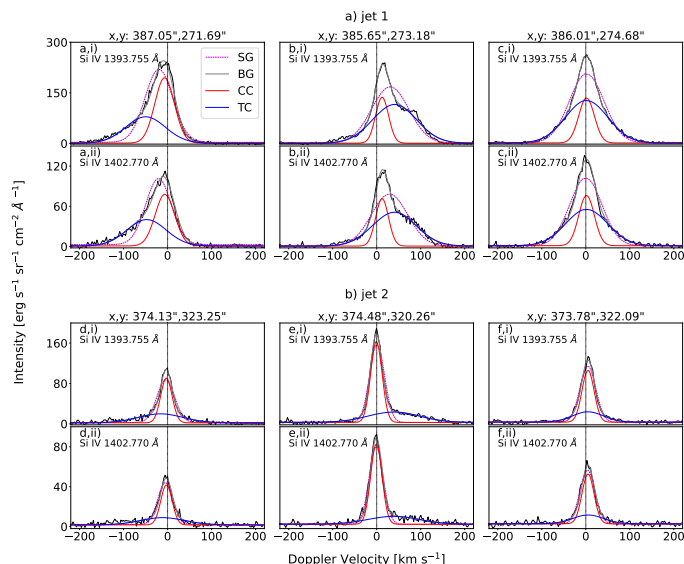 a) jet 1
x,y: 387.05",271.69"
x,y: 385.65",273.18"
x,y: 386.01",274.68"
300
150
0
a,i)
Si IV 1393.755 Å
SG
BG
CC
TC
b,i)
Si IV 1393.755 Å
c,i)
Si IV 1393.755 Å
120
60
0
a,ii)
Si IV 1402.770 Å
b,ii)
Si IV 1402.770 Å
c,ii)
Si IV 1402.770 Å
−200 −100 0 100 200
−200 −100 0 100 200
−200 −100 0 100 200
b) jet 2
x,y: 374.13",323.25"
x,y: 374.48",320.26"
x,y: 373.78",322.09"
160
80
0
d,i)
Si IV 1393.755 Å
e,i)
Si IV 1393.755 Å
f,i)
Si IV 1393.755 Å
80
40
0
d,ii)
Si IV 1402.770 Å
e,ii)
Si IV 1402.770 Å
f,ii)
Si IV 1402.770 Å
−200 −100 0 100 200
−200 −100 0 100 200
−200 −100 0 100 200
Intensity [erg s⁻¹ sr⁻¹ cm⁻² Å ⁻¹]
Doppler Velocity [km s⁻¹]